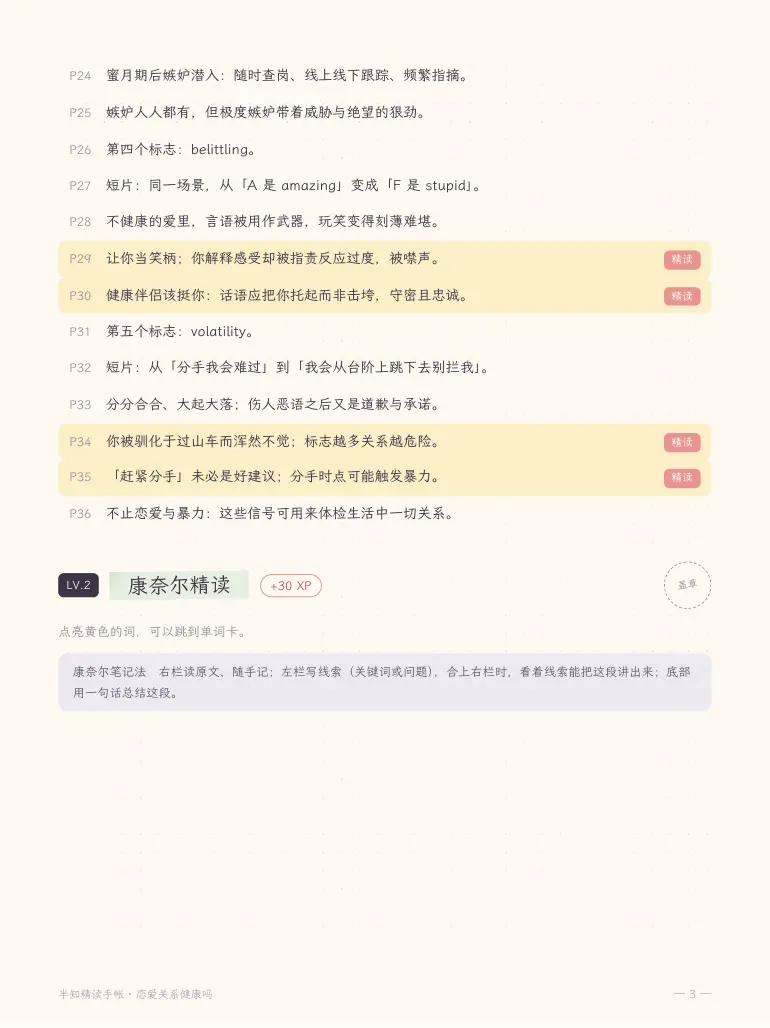 P24 蜜月期后嫉妒潜入：随时查岗、线上线下跟踪、频繁指摘。
P25 嫉妒人人都有，但极度嫉妒带着威胁与绝望的狠劲。
P26 第四个标志：belittling。
P27 短片：同一场景，从「A 是 amazing」变成「F 是 stupid」。
P28 不健康的爱里，言语被用作武器，玩笑变得刻薄难堪。
P29 让你当笑柄；你解释感受却被指责反应过度，被噤声。 精读
P30 健康伴侣该挺你：话语应把你托起而非击垮，守密且忠诚。 精读
P31 第五个标志：volatility。
P32 短片：从「分手我会难过」到「我会从台阶上跳下去别拦我」。
P33 分分合合、大起大落；伤人恶语之后又是道歉与承诺。
P34 你被驯化于过山车而浑然不觉；标志越多关系越危险。 精读
P35 「赶紧分手」未必是好建议；分手时点可能触发暴力。 精读
P36 不止恋爱与暴力：这些信号可用来体检生活中一切关系。
LV.2 康奈尔精读 +30 XP 盖章
点亮黄色的词，可以跳到单词卡。
康奈尔笔记法 右栏读原文、随手记；左栏写线索（关键词或问题），合上右栏时，看着线索能把这段讲出来；底部
用一句话总结这段。
半知精读手帐·恋爱关系健康吗 — 3 —